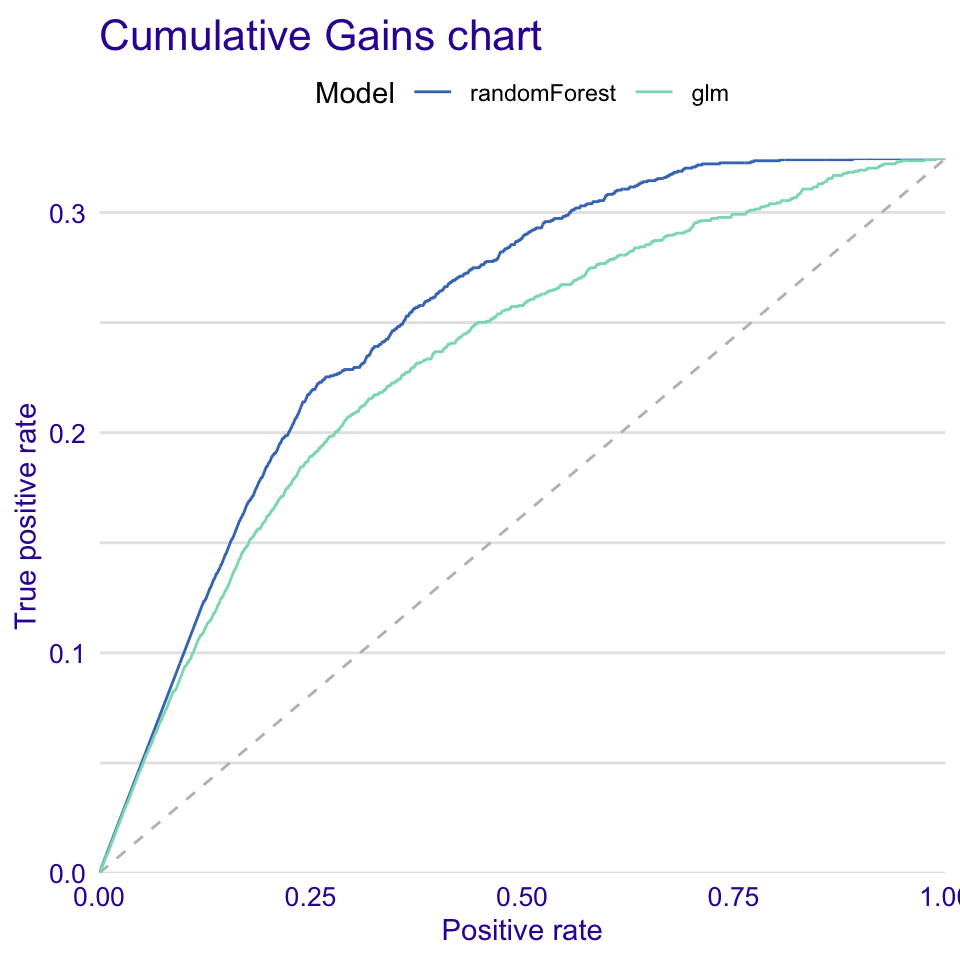 Cumulative Gains chart
Model randomForest glm
0.3
0.2
0.1
0.0
True positive rate
0.00 0.25 0.50 0.75 1.00
Positive rate